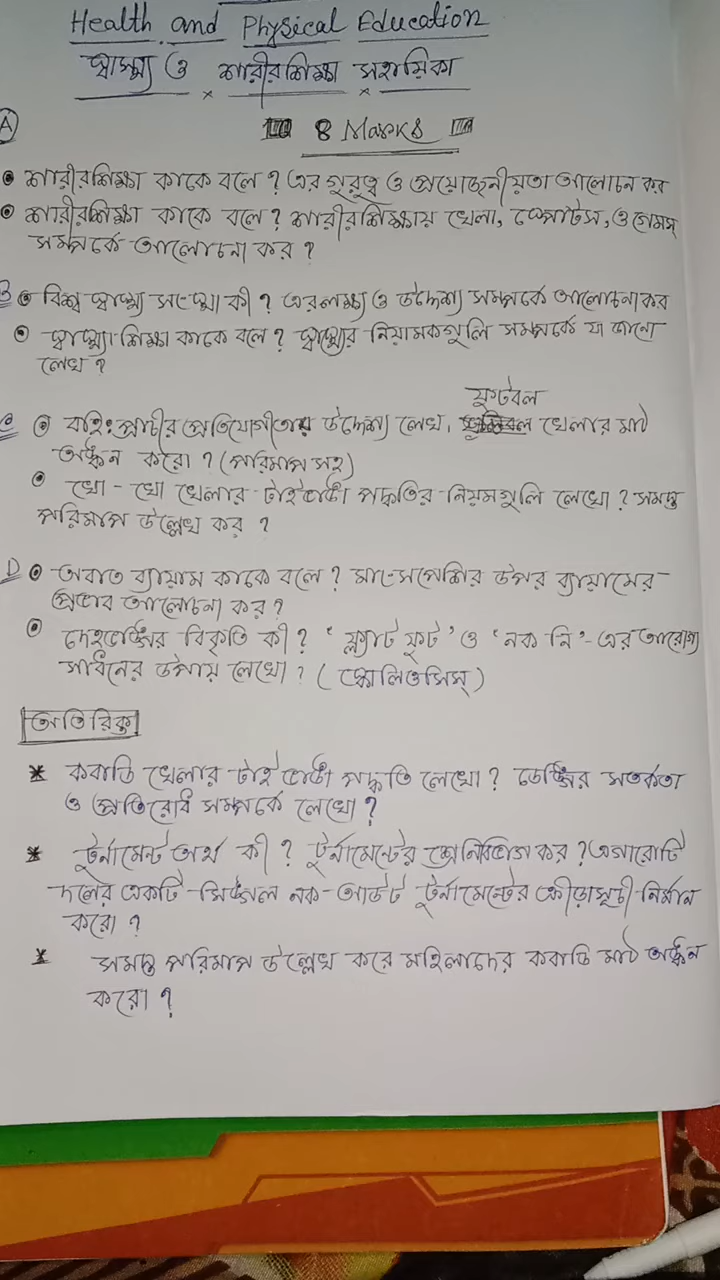 Health and Physical Education
স্বাস্থ্য ও শারীরশিক্ষা সহায়িকা
A
8 Marks
শারীরশিক্ষা কাকে বলে? এর গুরুত্ব ও প্রয়োজনীয়তা আলোচনা কর
শারীরশিক্ষা কাকে বলে? শারীরশিক্ষায় খেলা, স্পোর্টস, ও গেমস্
সম্পর্কে আলোচনা কর?
B বিশ্ব স্বাস্থ্য সংস্থা কী? এর লক্ষ্য ও উদ্দেশ্য সম্পর্কে আলোচনা কর
স্বাস্থ্যশিক্ষা কাকে বলে? স্বাস্থ্যের নিয়ামকগুলি সম্পর্কে যা জানো
লেখ?
ফুটবল
C বহিঃপ্রাচীর প্রতিযোগীতার উদ্দেশ্য লেখ, খেলার মাঠ
অঙ্কন করো? (পরিমাপ সহ)
খো-খো খেলার টাইভাঙা পদ্ধতির নিয়মগুলি লেখো? সমস্ত
পরিমাপ উল্লেখ কর?
D অবাত ব্যায়াম কাকে বলে? মাংসপেশির উপর ব্যায়ামের
প্রভাব আলোচনা কর?
দেহভঙ্গির বিকৃতি কী? 'ফ্ল্যাট ফুট' ও 'নক নি'-এর আরোগ্য
সাধনের উপায় লেখো? (স্কোলিওসিস্)
অতিরিক্ত
* কবাডি খেলার টাইভাঙা পদ্ধতি লেখো? ডেঙ্গির সতর্কতা
ও প্রতিরোধ সম্পর্কে লেখো?
* টুর্নামেন্ট অর্থ কী? টুর্নামেন্টের শ্রেনিবিভাগ কর? এগারোটি
দলের একটি সিঙ্গল নক-আউট টুর্নামেন্টের ক্রীড়াসূচী নির্মান
করো?
* সমস্ত পরিমাপ উল্লেখ করে মহিলাদের কবাডি মাঠ অঙ্কন
করো?